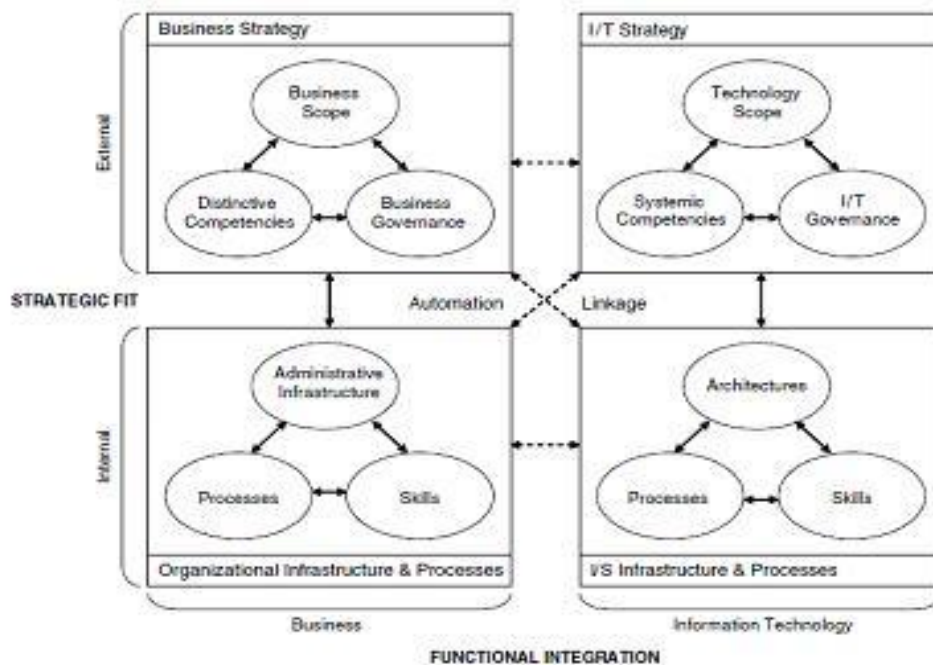 Business Strategy
I/T Strategy
Business
Scope
Technology
Scope
External
Distinctive
Competencies
Business
Governance
Systemic
Competencies
I/T
Governance
STRATEGIC FIT
Automation
Linkage
Administrative
Infrastructure
Architectures
Internal
Processes
Skills
Processes
Skills
Organizational Infrastructure & Processes
I/S Infrastructure & Processes
Business
Information Technology
FUNCTIONAL INTEGRATION